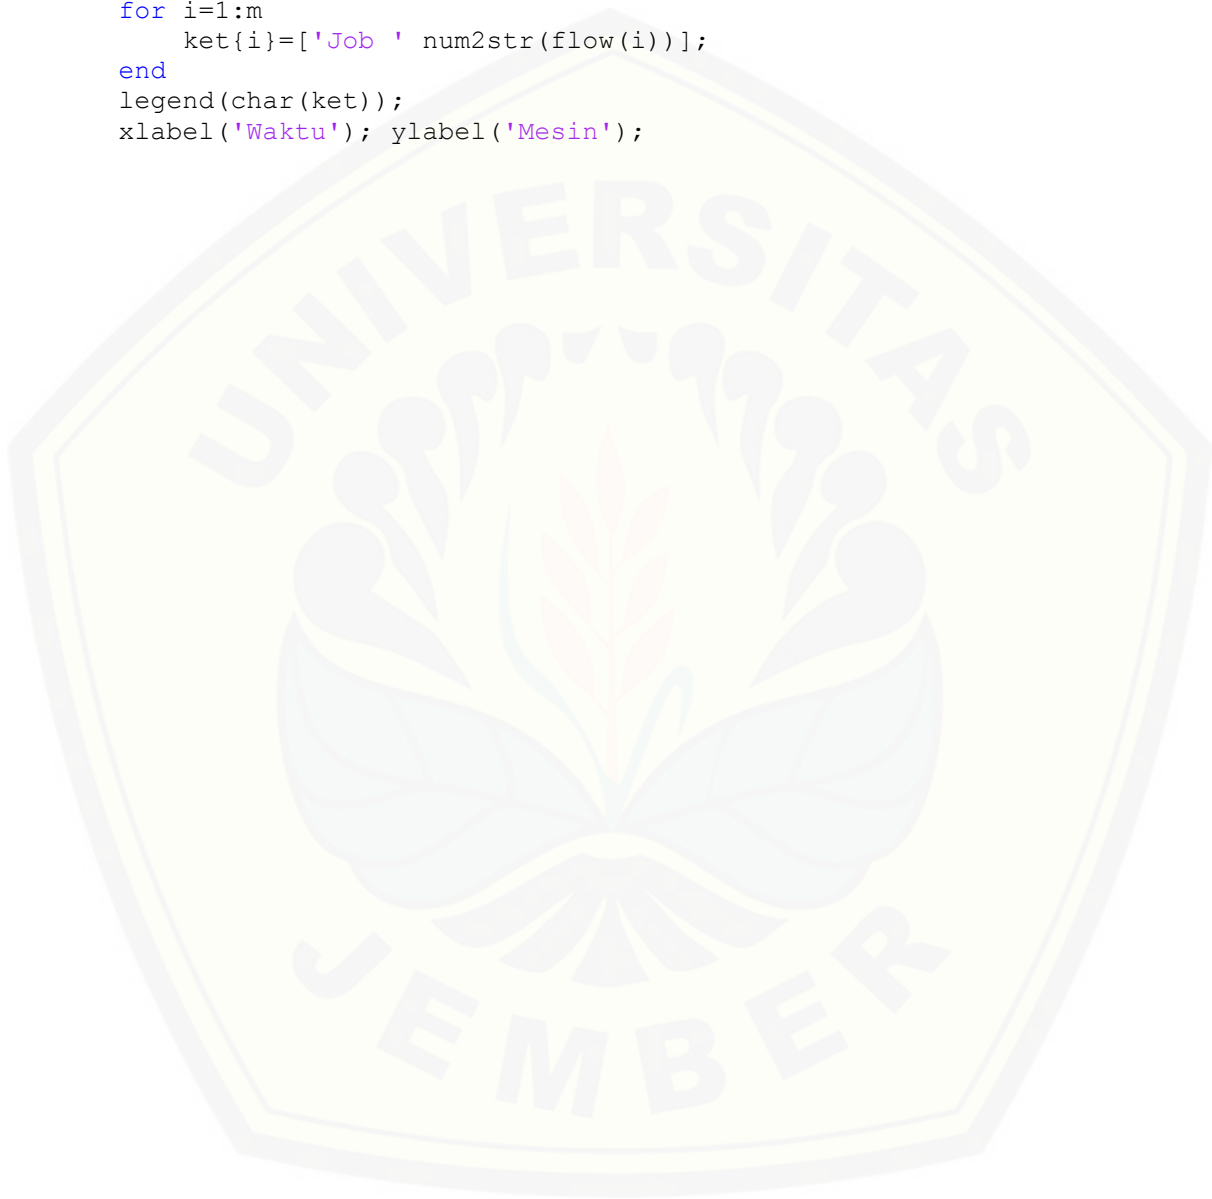 for i=1:m
    ket{i}=['Job ' num2str(flow(i))];
end
legend(char(ket));
xlabel('Waktu'); ylabel('Mesin');
UNIVERSITAS
JEMBER